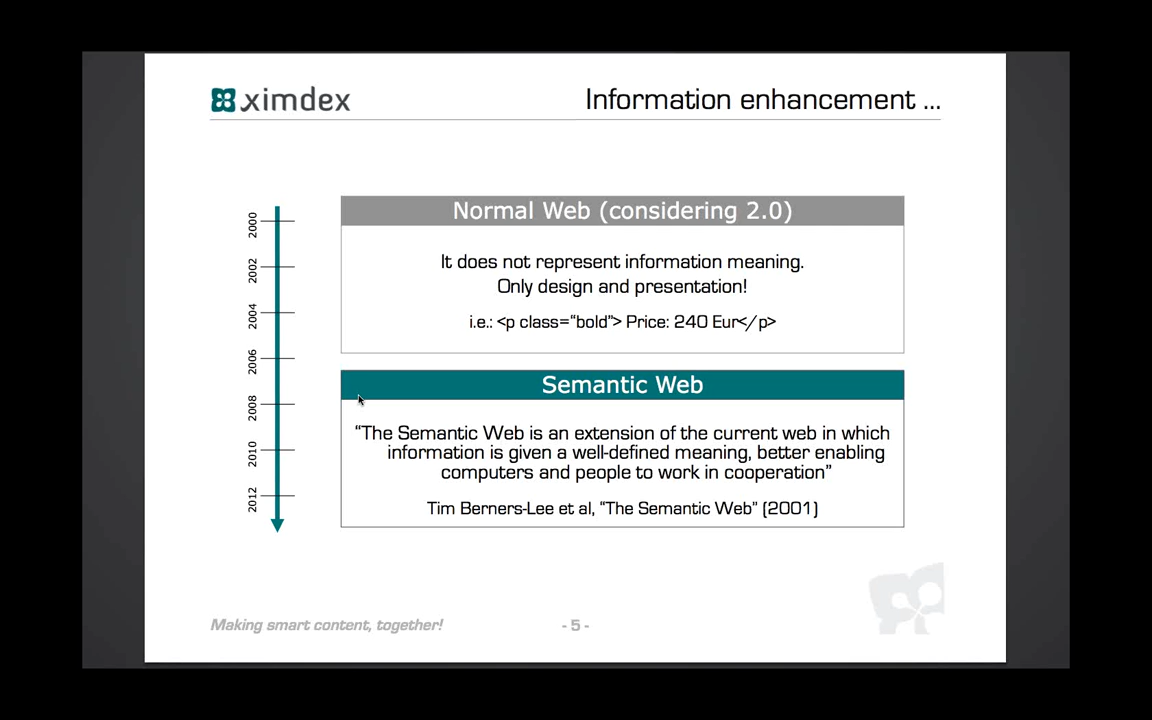 ximdex
Information enhancement ...
2000
2002
2004
2006
2008
2010
2012
Normal Web (considering 2.0)
It does not represent information meaning.
Only design and presentation!
i.e.: <p class=“bold”> Price: 240 Eur</p>
Semantic Web
“The Semantic Web is an extension of the current web in which
information is given a well-defined meaning, better enabling
computers and people to work in cooperation”
Tim Berners-Lee et al, “The Semantic Web” (2001)
Making smart content, together!
- 5 -